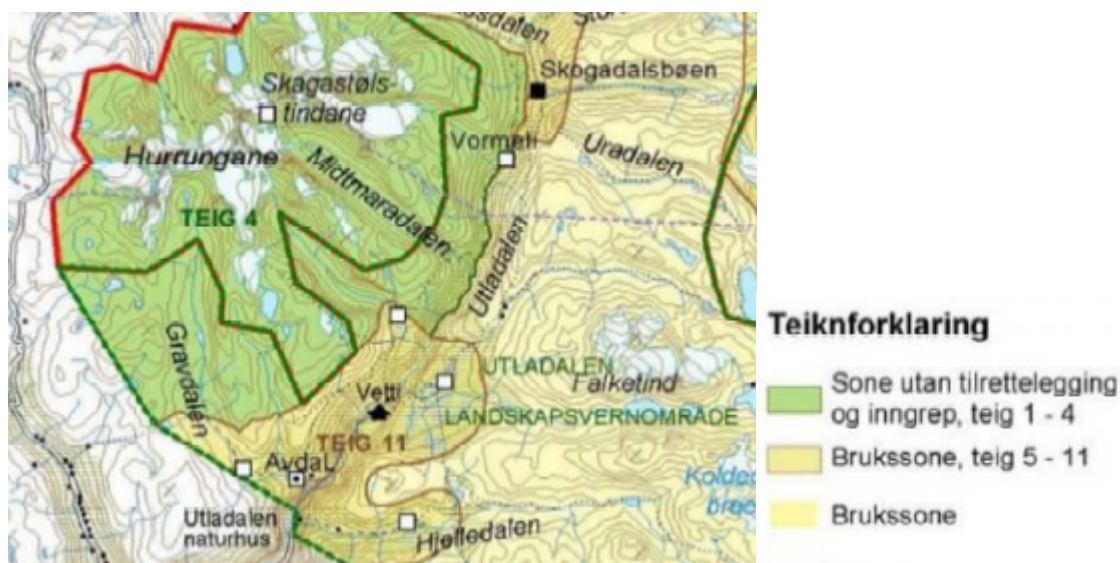 Skogadalsbøen
Skagastøls-
tindane
Vormeli
Uradalen
Hurrungane
Midtmaradalen
TEIG 4
Utladalen
Gravdalen
UTLADALEN
Falketind
Vetti
LANDSKAPSVERNOMRÅDE
TEIG 11
Avdal
Utladalen
naturhus
Hjelledalen
Teiknforklaring
Sone utan tilrettelegging
og inngrep, teig 1 - 4
Brukssone, teig 5 - 11
Brukssone